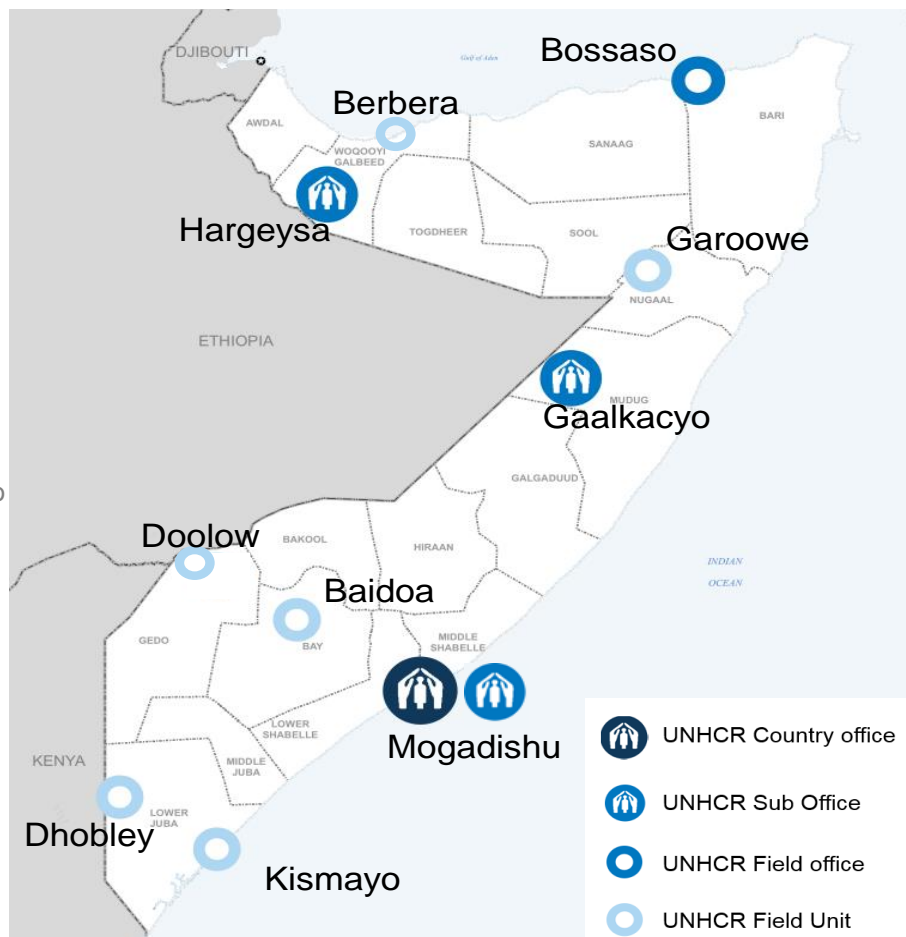 Bossaso
DJIBOUTI
Gulf of Aden
Berbera
BARI
AWDAL
SANAAG
WOQOOYI
GALBEED
Hargeysa
TOGDHEER
SOOL
Garoowe
NUGAAL
ETHIOPIA
MUDUG
Gaalkacyo
GALGADUUD
Doolow
BAKOOL
HIRAAN
INDIAN
OCEAN
Baidoa
GEDO
BAY
MIDDLE
SHABELLE
LOWER
SHABELLE
Mogadishu
KENYA
MIDDLE
JUBA
LOWER
JUBA
Dhobley
Kismayo
UNHCR Country office
UNHCR Sub Office
UNHCR Field office
UNHCR Field Unit